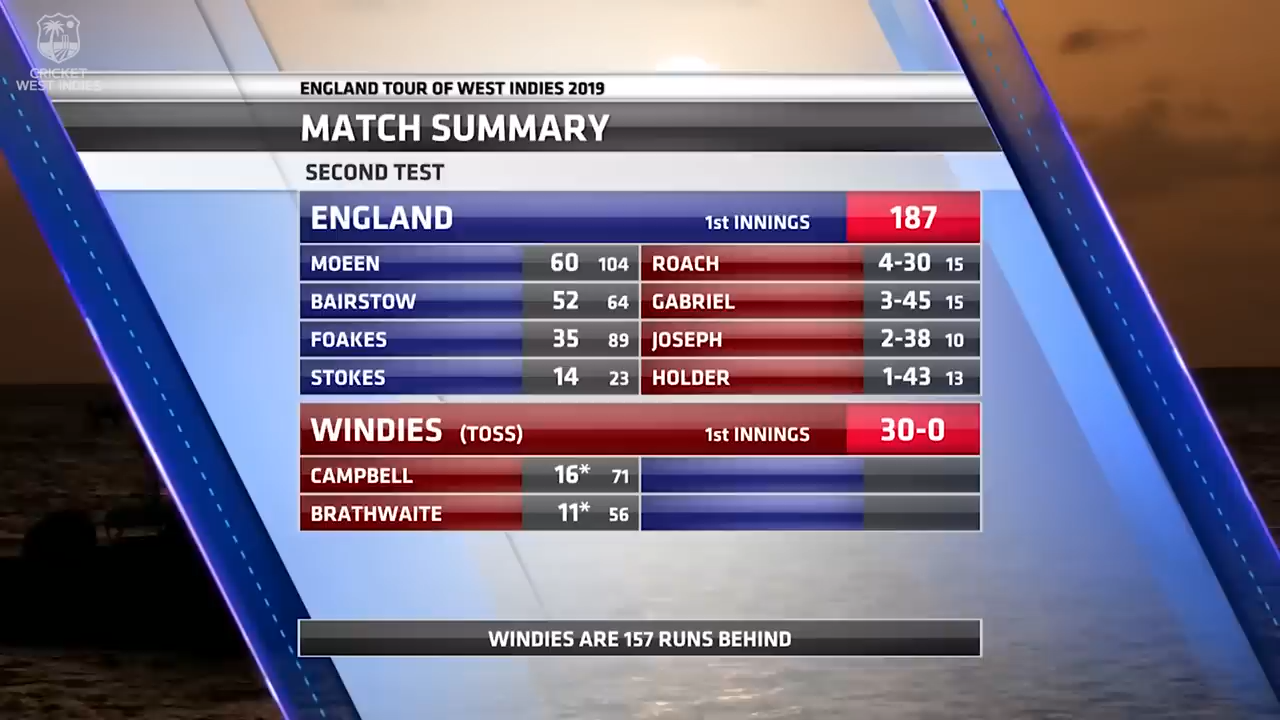 CRICKET
WEST INDIES
ENGLAND TOUR OF WEST INDIES 2019
MATCH SUMMARY
SECOND TEST
ENGLAND 1st INNINGS 187
MOEEN 60 104 ROACH 4-30 15
BAIRSTOW 52 64 GABRIEL 3-45 15
FOAKES 35 89 JOSEPH 2-38 10
STOKES 14 23 HOLDER 1-43 13
WINDIES (TOSS) 1st INNINGS 30-0
CAMPBELL 16* 71
BRATHWAITE 11* 56
WINDIES ARE 157 RUNS BEHIND